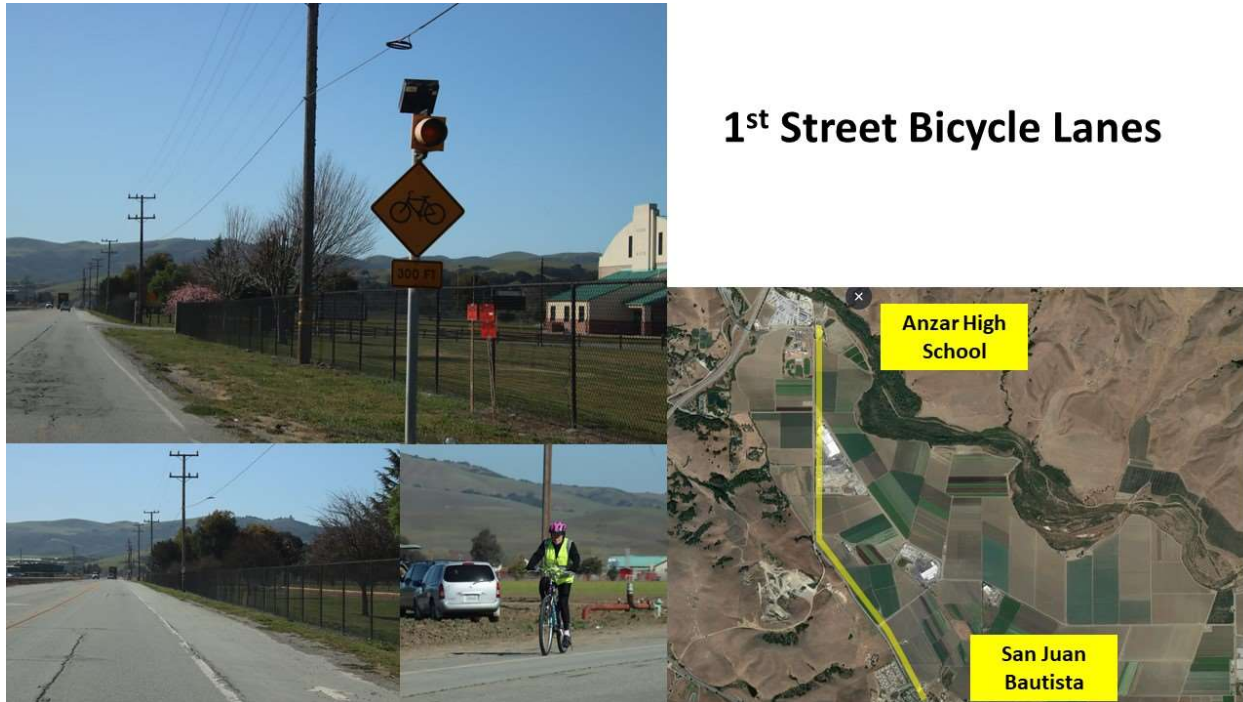 1st Street Bicycle Lanes
300 FT
Anzar High
School
San Juan
Bautista